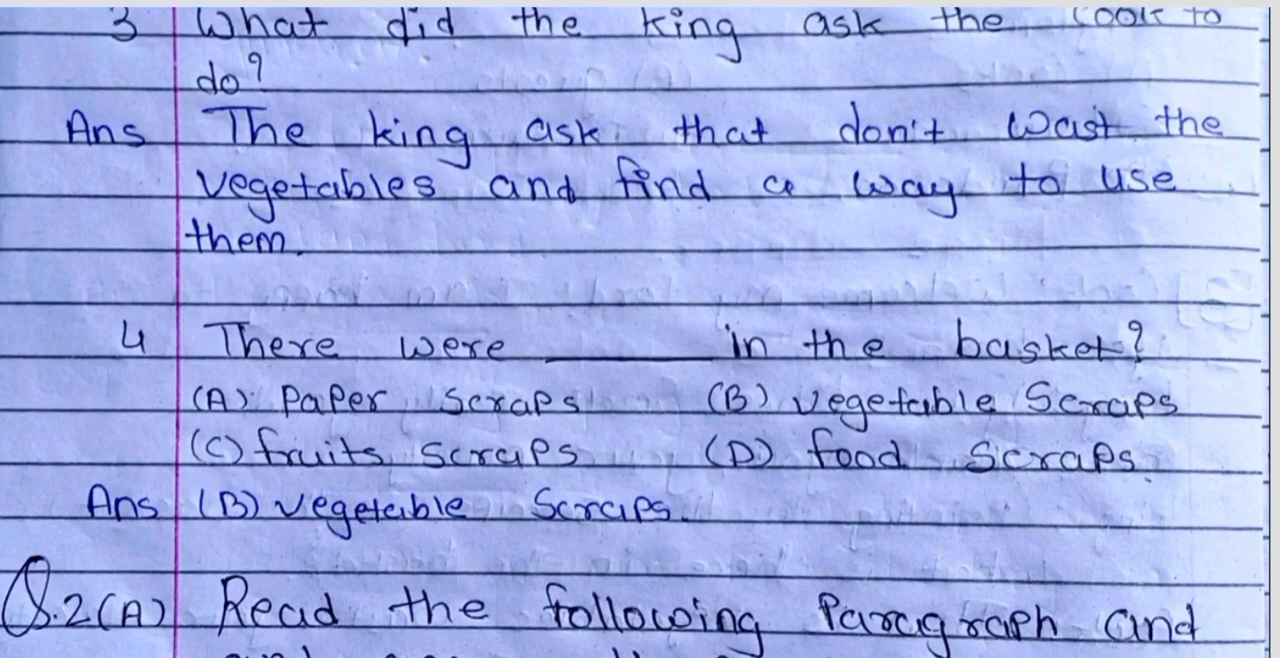 3 What did the king ask the cook to
do?
Ans The king ask that don't wast the
vegetables and find a way to use
them.
4 There were ______ in the basket?
(A) Paper Scraps (B) vegetable Scraps
(C) fruits Scraps (D) food Scraps.
Ans (B) vegetable Scraps.
Q.2(A) Read the following Paragraph and